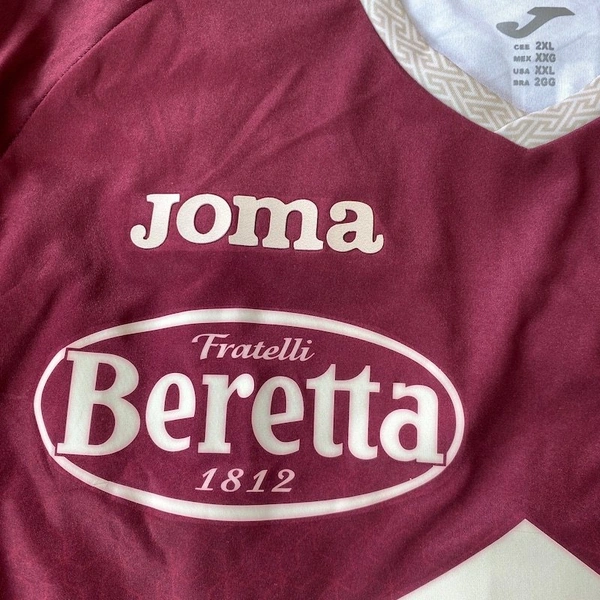 CEE 2XL
MEX XXG
USA XXL
BRA 2GG
Joma
Fratelli
Beretta
1812